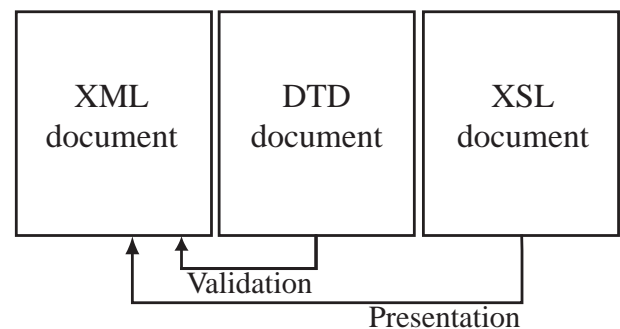 XML
document
DTD
document
XSL
document
Validation
Presentation